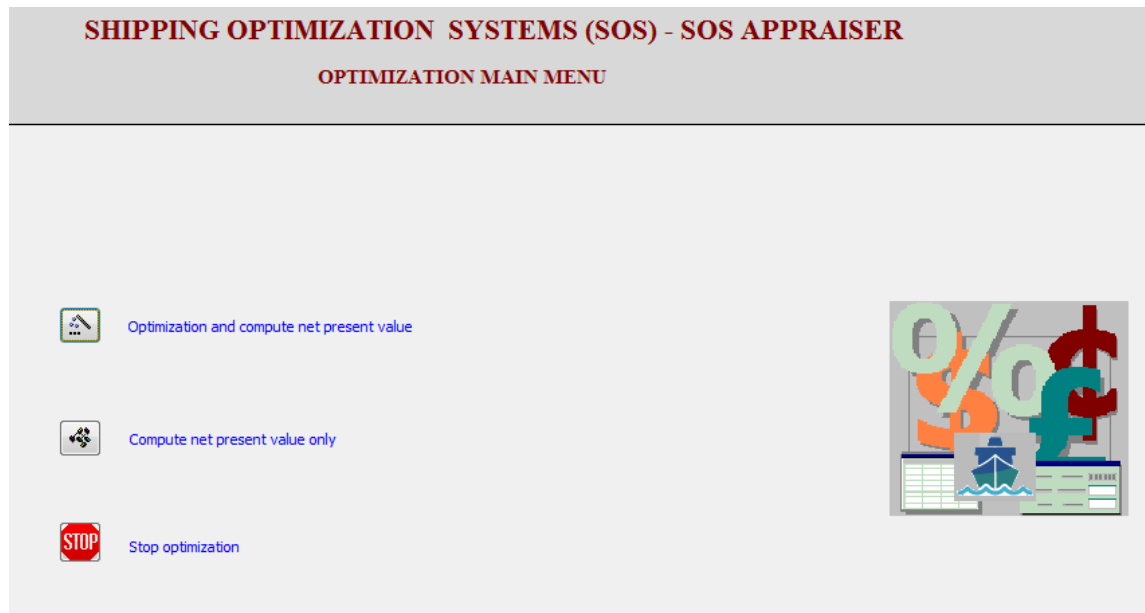 SHIPPING OPTIMIZATION SYSTEMS (SOS) - SOS APPRAISER
OPTIMIZATION MAIN MENU
Optimization and compute net present value
Compute net present value only
STOP Stop optimization